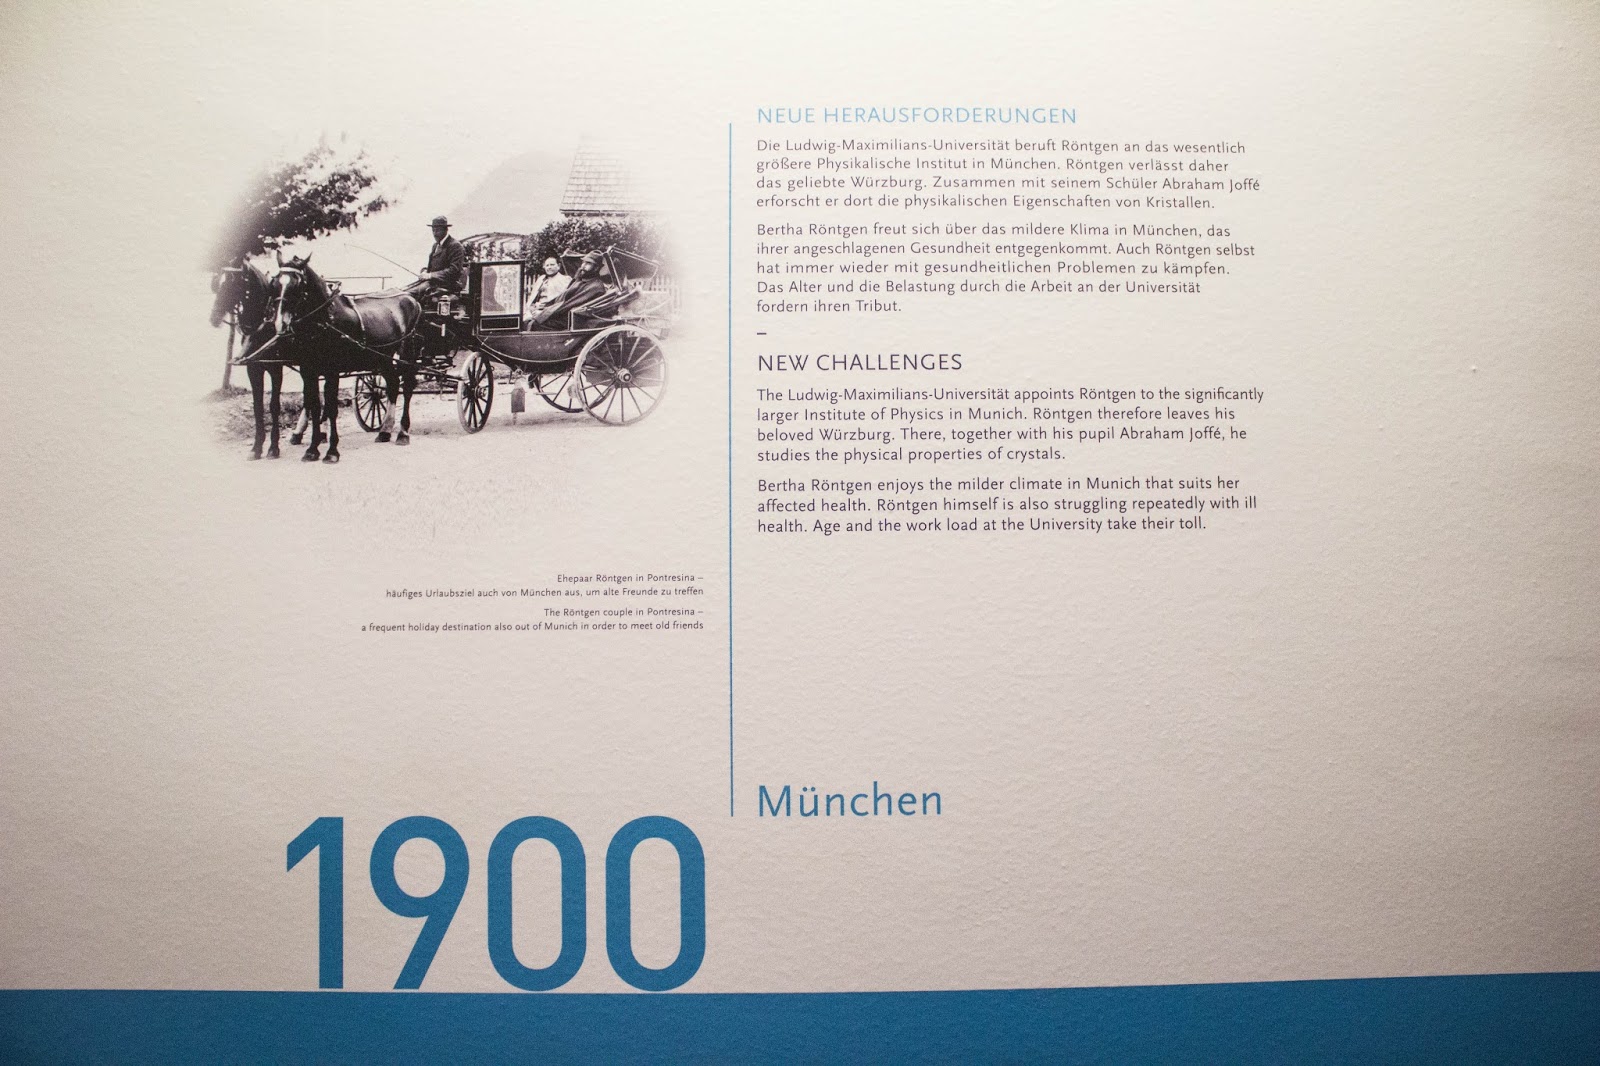 NEUE HERAUSFORDERUNGEN
Die Ludwig-Maximilians-Universität beruft Röntgen an das wesentlich
größere Physikalische Institut in München. Röntgen verlässt daher
das geliebte Würzburg. Zusammen mit seinem Schüler Abraham Joffé
erforscht er dort die physikalischen Eigenschaften von Kristallen.
Bertha Röntgen freut sich über das mildere Klima in München, das
ihrer angeschlagenen Gesundheit entgegenkommt. Auch Röntgen selbst
hat immer wieder mit gesundheitlichen Problemen zu kämpfen.
Das Alter und die Belastung durch die Arbeit an der Universität
fordern ihren Tribut.
–
NEW CHALLENGES
The Ludwig-Maximilians-Universität appoints Röntgen to the significantly
larger Institute of Physics in Munich. Röntgen therefore leaves his
beloved Würzburg. There, together with his pupil Abraham Joffé, he
studies the physical properties of crystals.
Bertha Röntgen enjoys the milder climate in Munich that suits her
affected health. Röntgen himself is also struggling repeatedly with ill
health. Age and the work load at the University take their toll.
Ehepaar Röntgen in Pontresina –
häufiges Urlaubsziel auch von München aus, um alte Freunde zu treffen
The Röntgen couple in Pontresina –
a frequent holiday destination also out of Munich in order to meet old friends
München
1900